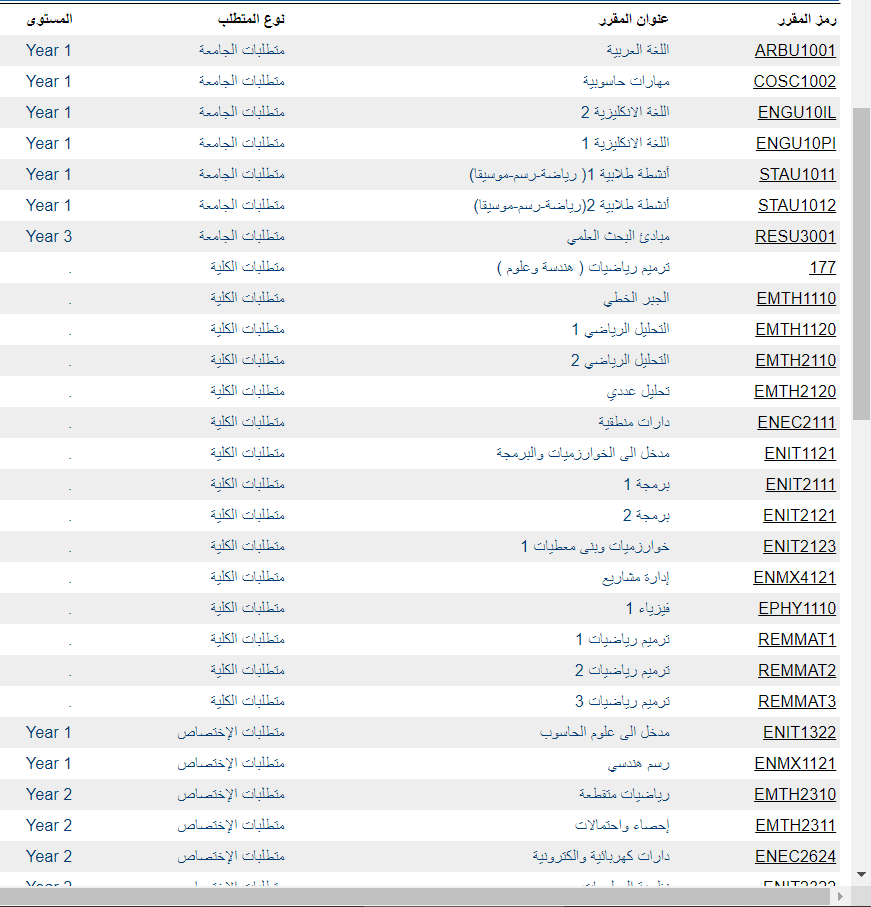 رمز المقرر عنوان المقرر نوع المتطلب المستوى
ARBU1001 اللغة العربية متطلبات الجامعة Year 1
COSC1002 مهارات حاسوبية متطلبات الجامعة Year 1
ENGU10IL اللغة الانكليزية 2 متطلبات الجامعة Year 1
ENGU10PI اللغة الانكليزية 1 متطلبات الجامعة Year 1
STAU1011 أنشطة طلابية 1( رياضة-رسم-موسيقا) متطلبات الجامعة Year 1
STAU1012 أنشطة طلابية 2(رياضة-رسم-موسيقا) متطلبات الجامعة Year 1
RESU3001 مبادئ البحث العلمي متطلبات الجامعة Year 3
177 ترميم رياضيات ( هندسة وعلوم ) متطلبات الكلية .
EMTH1110 الجبر الخطي متطلبات الكلية .
EMTH1120 التحليل الرياضي 1 متطلبات الكلية .
EMTH2110 التحليل الرياضي 2 متطلبات الكلية .
EMTH2120 تحليل عددي متطلبات الكلية .
ENEC2111 دارات منطقية متطلبات الكلية .
ENIT1121 مدخل الى الخوارزميات والبرمجة متطلبات الكلية .
ENIT2111 برمجة 1 متطلبات الكلية .
ENIT2121 برمجة 2 متطلبات الكلية .
ENIT2123 خوارزميات وبنى معطيات 1 متطلبات الكلية .
ENMX4121 إدارة مشاريع متطلبات الكلية .
EPHY1110 فيزياء 1 متطلبات الكلية .
REMMAT1 ترميم رياضيات 1 متطلبات الكلية .
REMMAT2 ترميم رياضيات 2 متطلبات الكلية .
REMMAT3 ترميم رياضيات 3 متطلبات الكلية .
ENIT1322 مدخل الى علوم الحاسوب متطلبات الإختصاص Year 1
ENMX1121 رسم هندسي متطلبات الإختصاص Year 1
EMTH2310 رياضيات متقطعة متطلبات الإختصاص Year 2
EMTH2311 إحصاء واحتمالات متطلبات الإختصاص Year 2
ENEC2624 دارات كهربائية والكترونية متطلبات الإختصاص Year 2